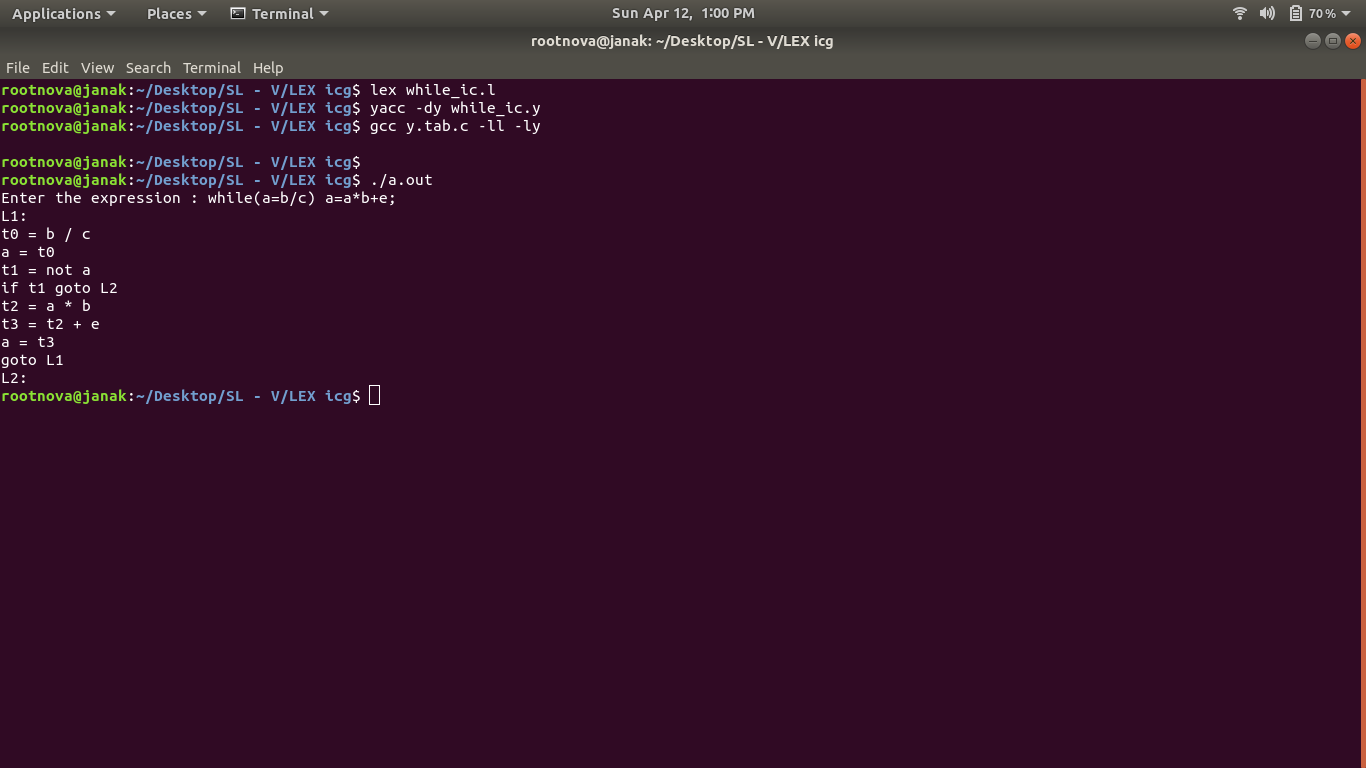 Applications Places Terminal Sun Apr 12, 1:00 PM 70%
rootnova@janak: ~/Desktop/SL - V/LEX icg
File Edit View Search Terminal Help
rootnova@janak:~/Desktop/SL - V/LEX icg$ lex while_ic.l
rootnova@janak:~/Desktop/SL - V/LEX icg$ yacc -dy while_ic.y
rootnova@janak:~/Desktop/SL - V/LEX icg$ gcc y.tab.c -ll -ly
rootnova@janak:~/Desktop/SL - V/LEX icg$
rootnova@janak:~/Desktop/SL - V/LEX icg$ ./a.out
Enter the expression : while(a=b/c) a=a*b+e;
L1:
t0 = b / c
a = t0
t1 = not a
if t1 goto L2
t2 = a * b
t3 = t2 + e
a = t3
goto L1
L2:
rootnova@janak:~/Desktop/SL - V/LEX icg$